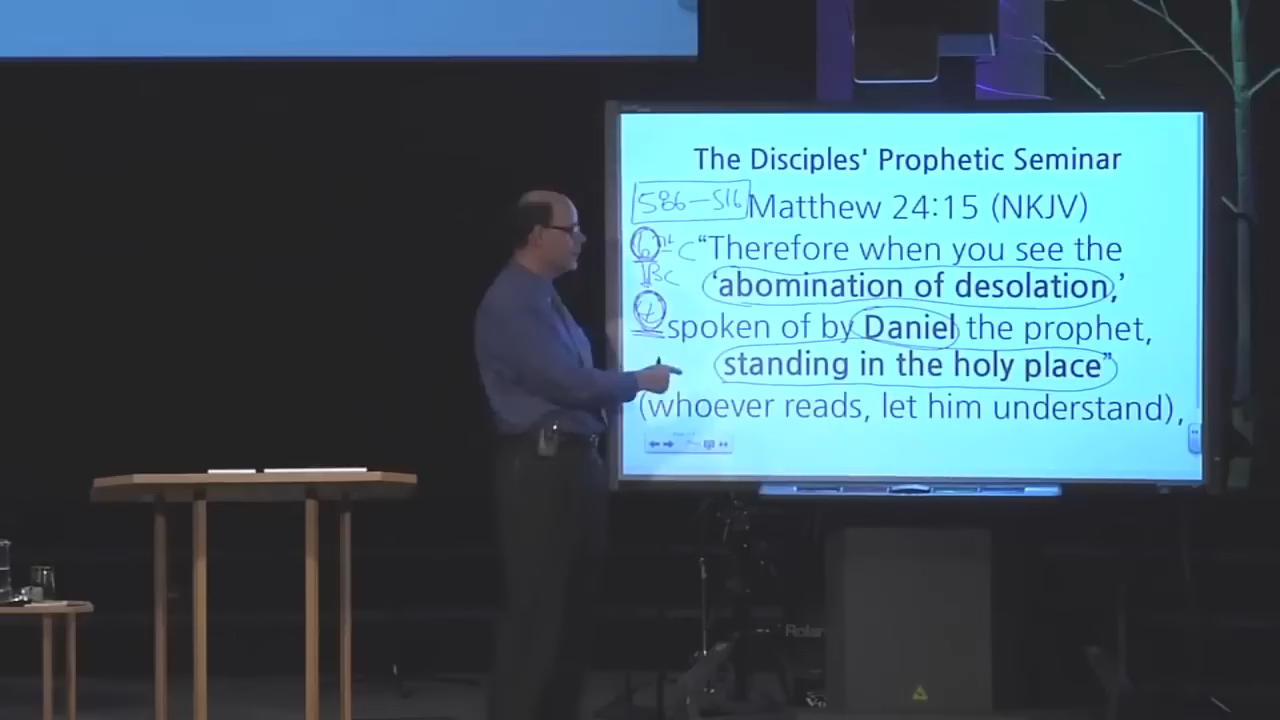 The Disciples' Prophetic Seminar
586-516 Matthew 24:15 (NKJV)
"Therefore when you see the
BC
'abomination of desolation,'
spoken of by Daniel the prophet,
standing in the holy place"
(whoever reads, let him understand),
Roland